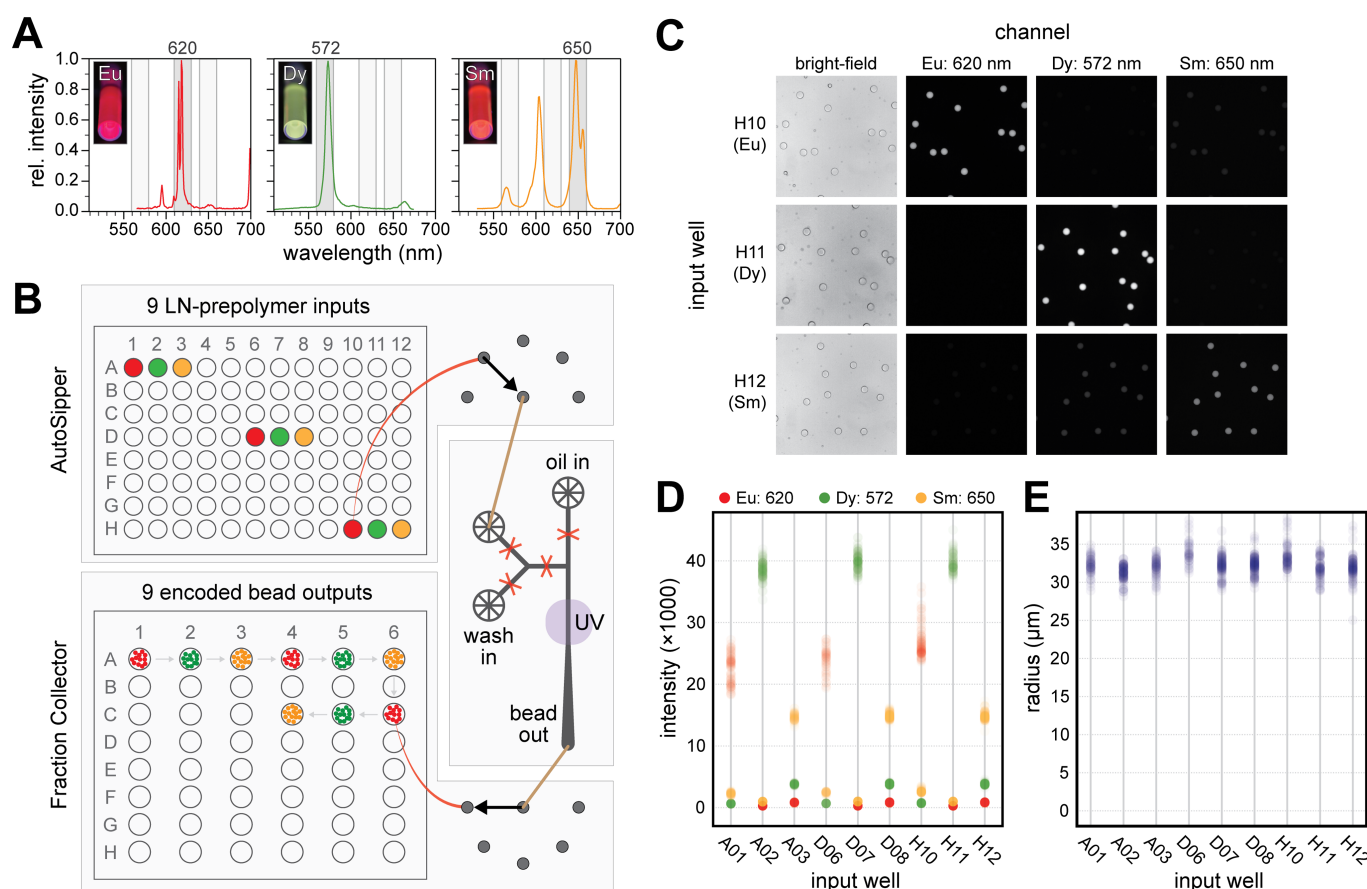 A
620
572
650
Eu
Dy
Sm
rel. intensity
1.0
0.8
0.6
0.4
0.2
0.0
550 600 650 700
550 600 650 700
550 600 650 700
wavelength (nm)
B
9 LN-prepolymer inputs
AutoSipper
1 2 3 4 5 6 7 8 9 10 11 12
A
B
C
D
E
F
G
H
oil in
wash
in
UV
bead
out
9 encoded bead outputs
Fraction Collector
1 2 3 4 5 6
A
B
C
D
E
F
G
H
C
channel
bright-field Eu: 620 nm Dy: 572 nm Sm: 650 nm
input well
H10
(Eu)
H11
(Dy)
H12
(Sm)
D
Eu: 620 Dy: 572 Sm: 650
intensity (×1000)
40
30
20
10
0
A01 A02 A03 D06 D07 D08 H10 H11 H12
input well
E
radius (μm)
35
30
25
20
15
10
5
0
A01 A02 A03 D06 D07 D08 H10 H11 H12
input well